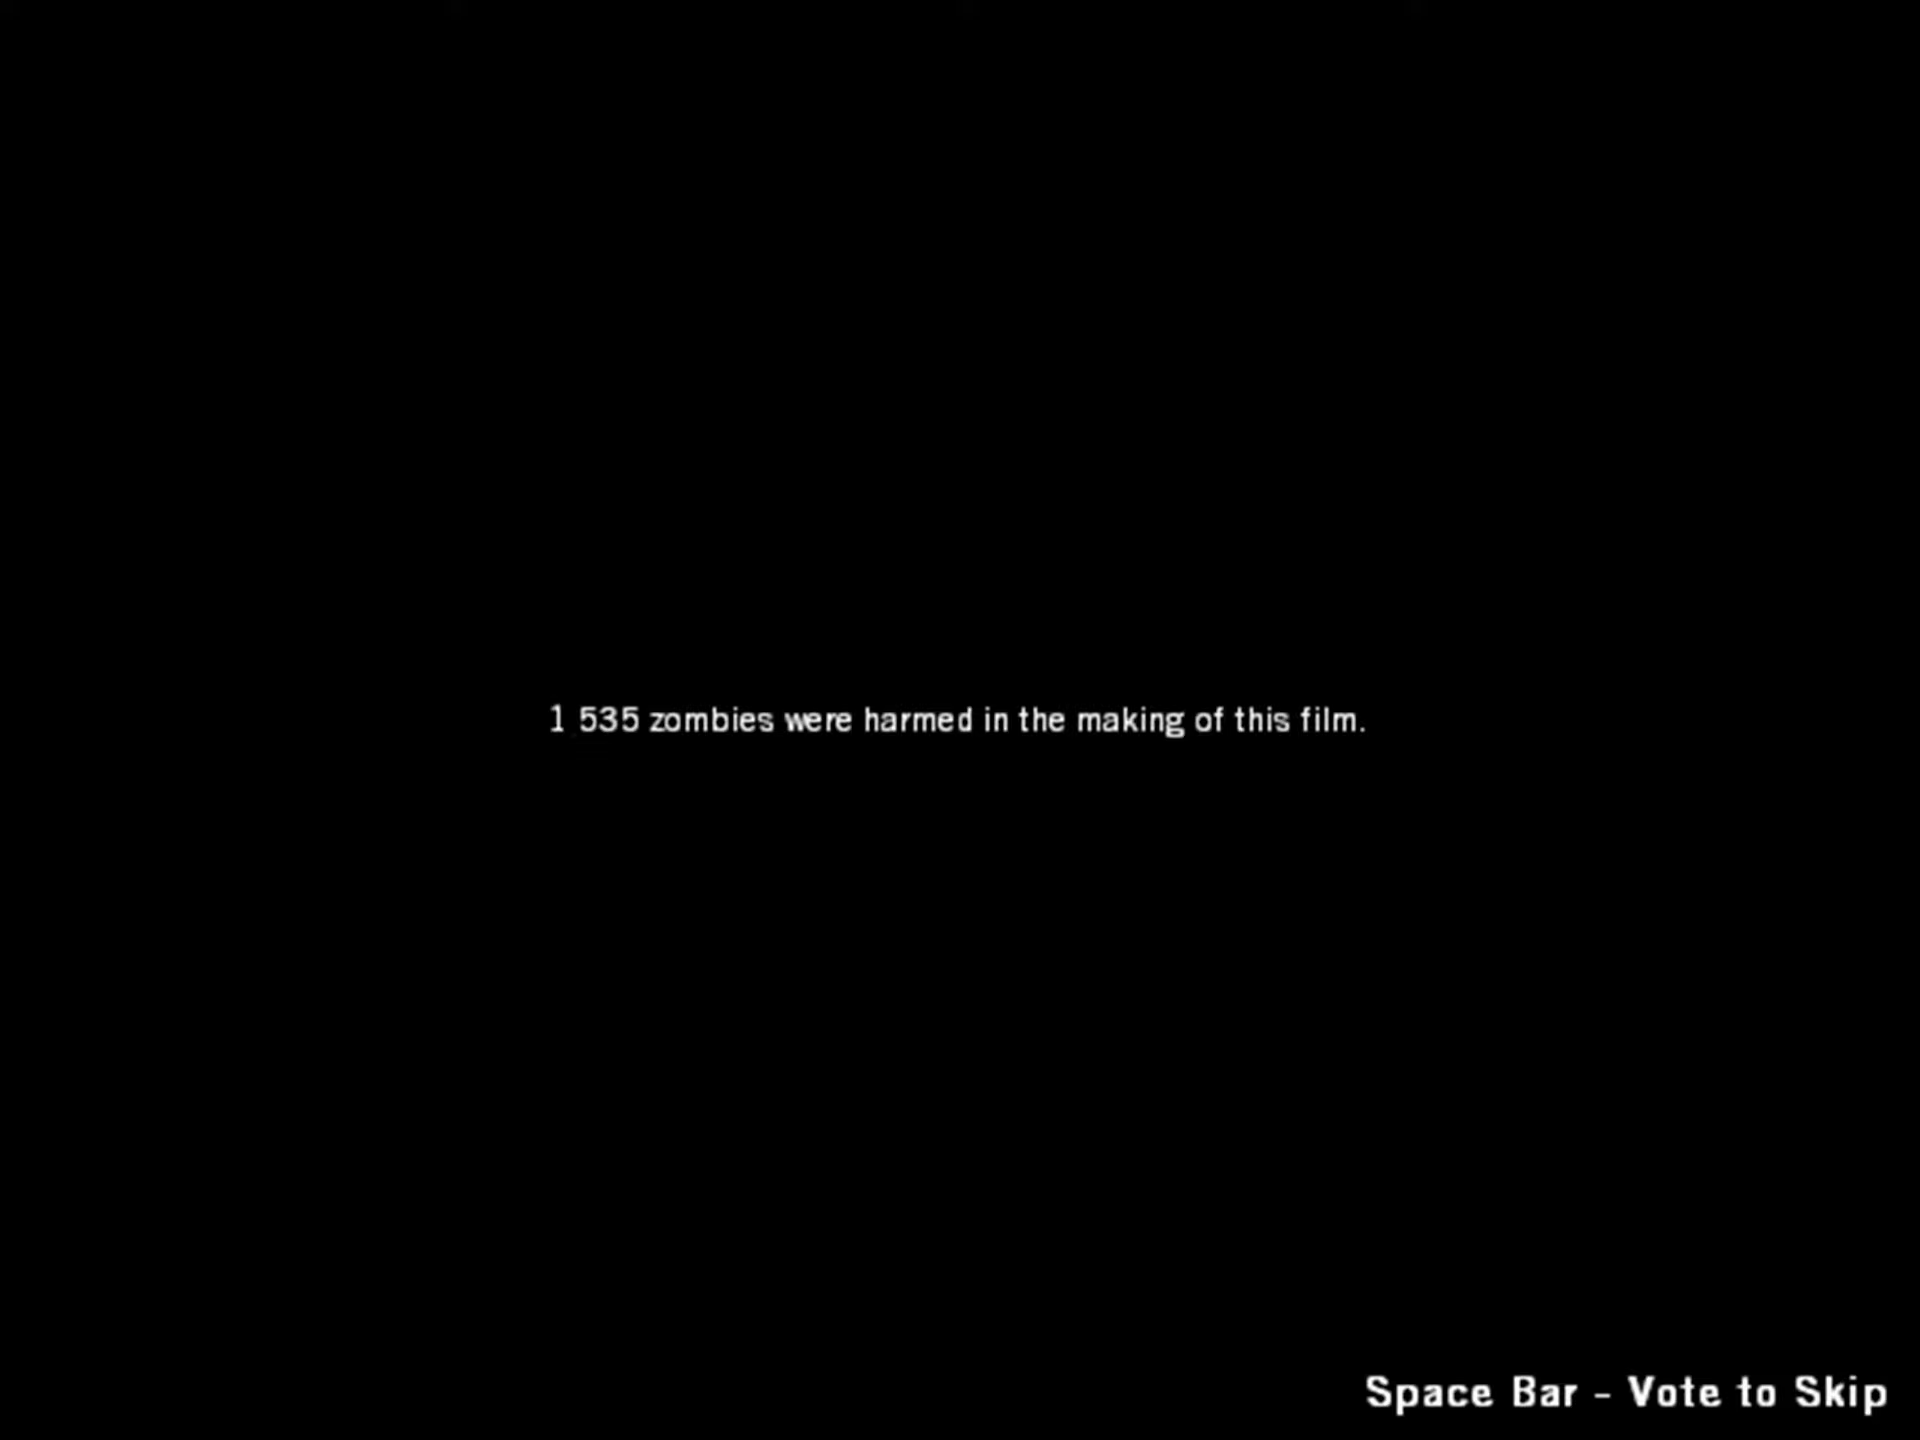 1 535 zombies were harmed in the making of this film.
Space Bar - Vote to Skip